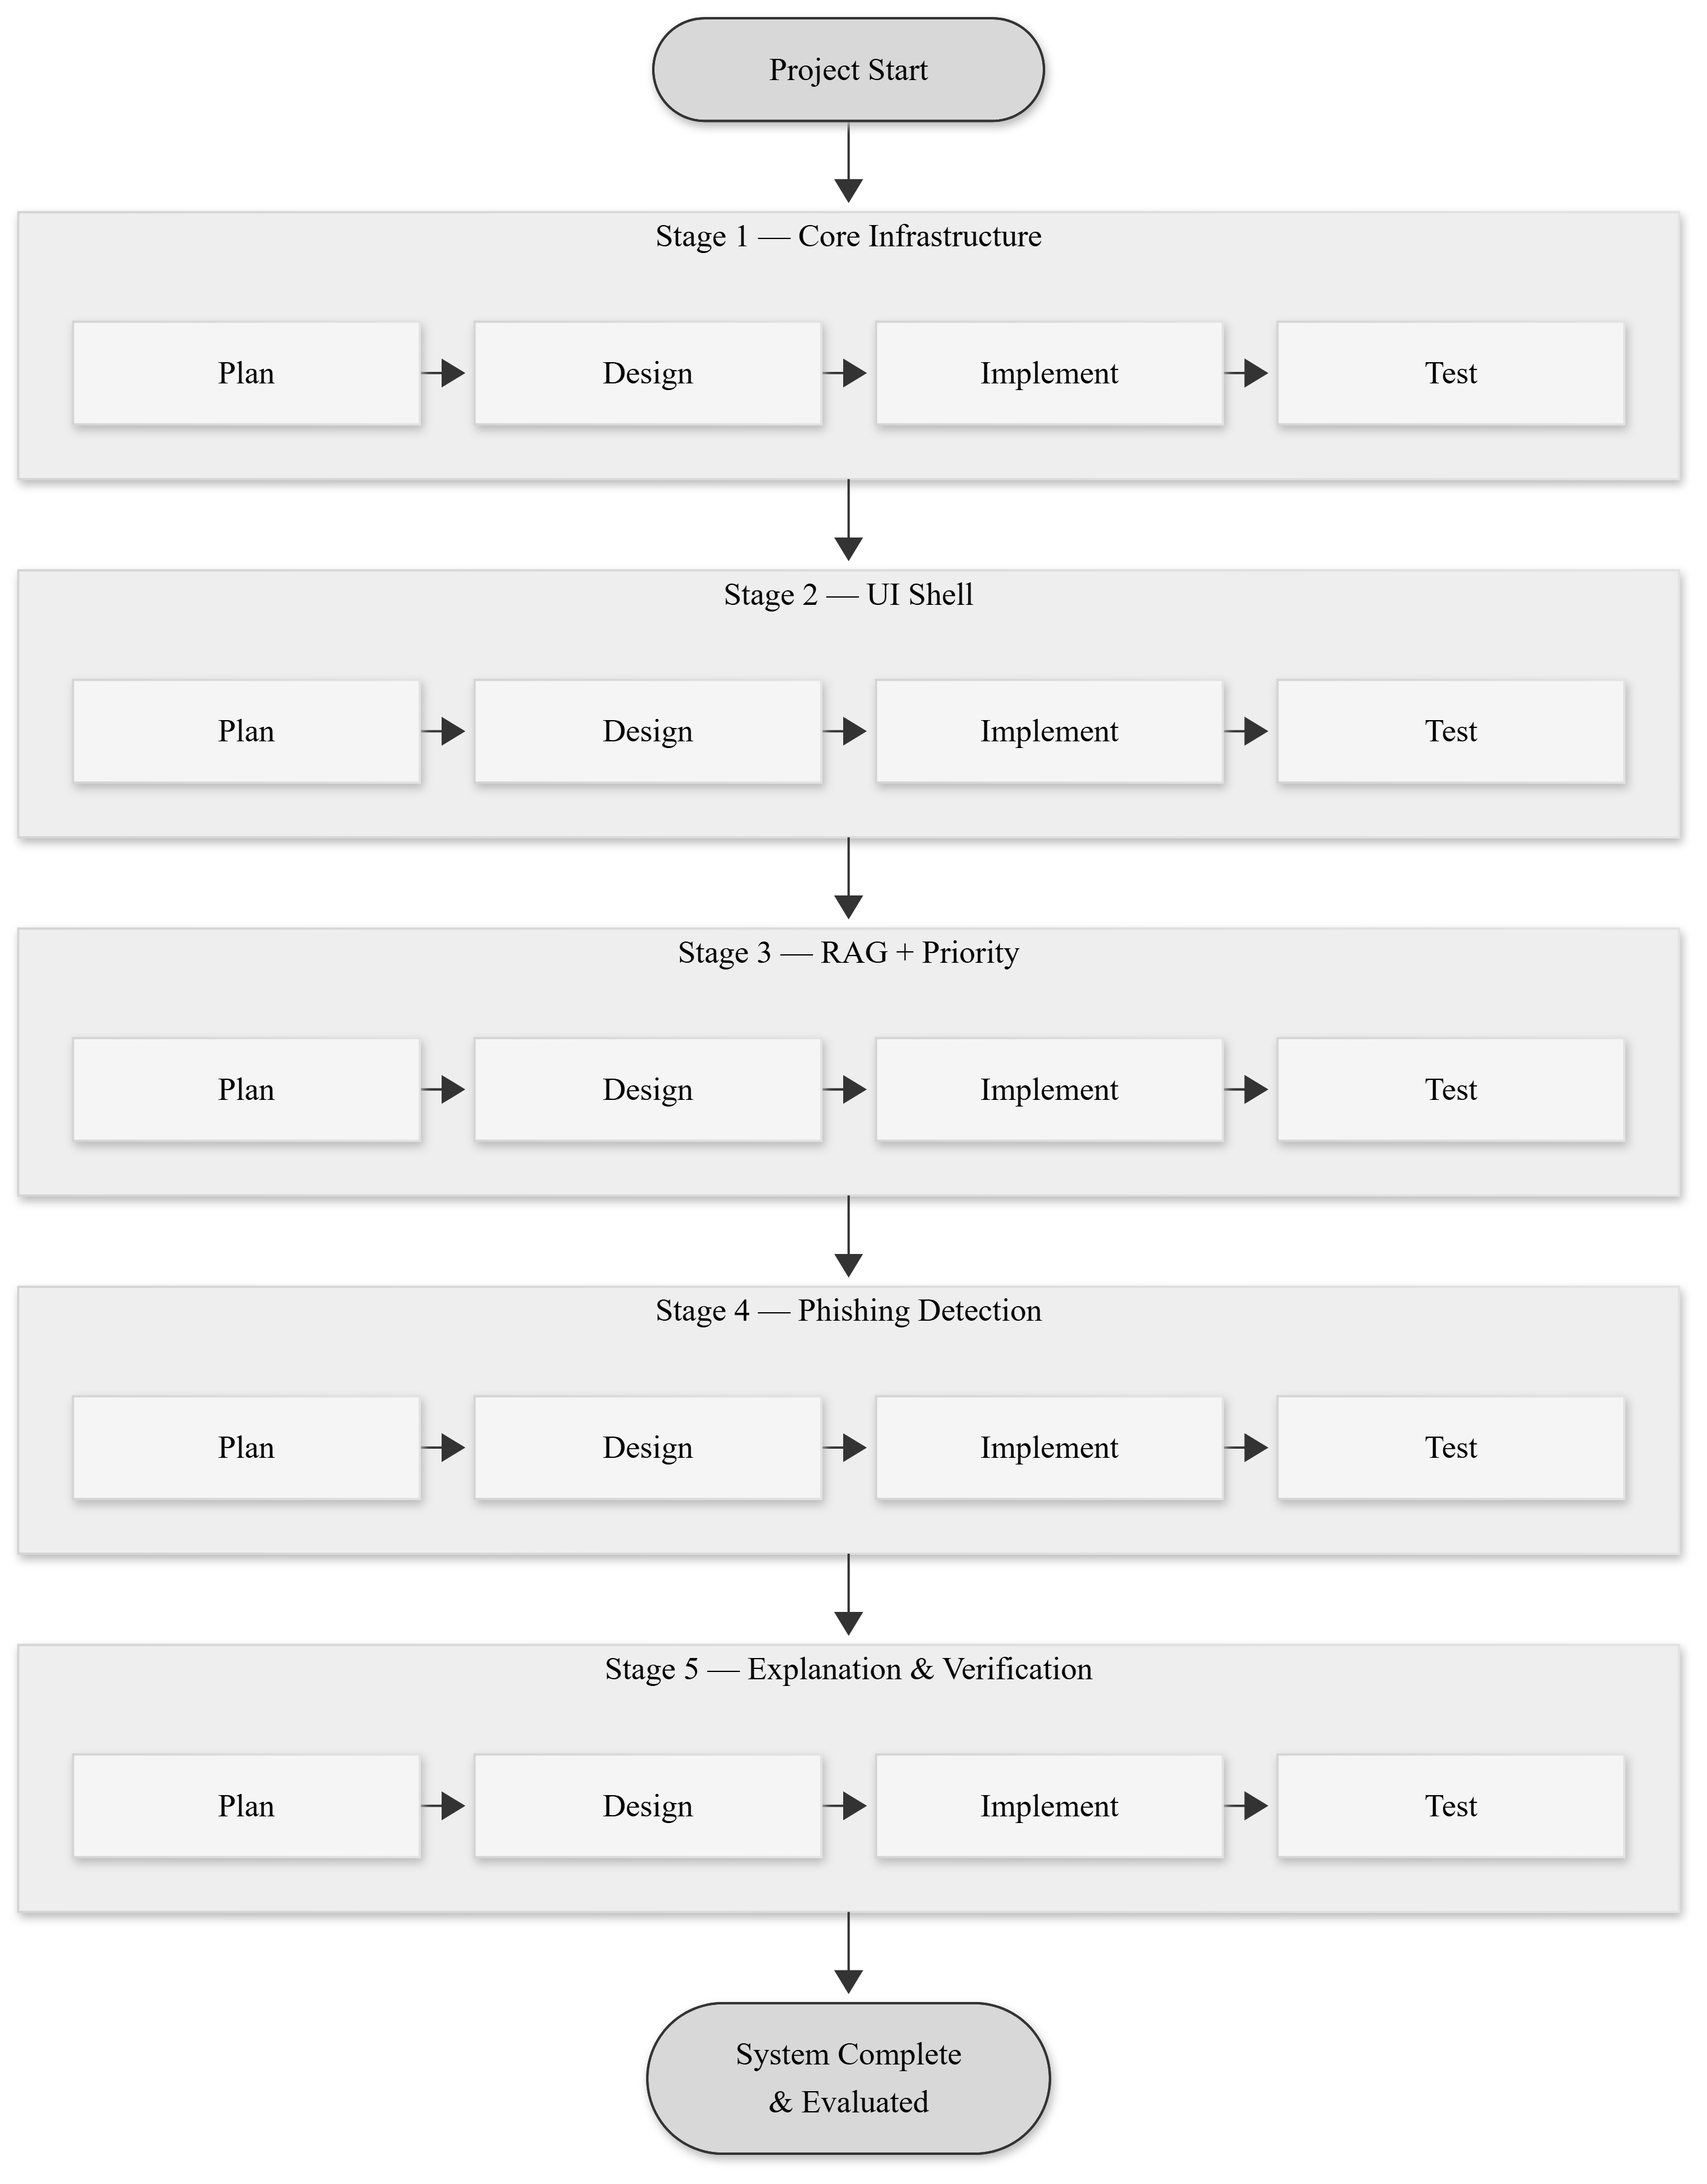 Project Start
Stage 1 — Core Infrastructure
Plan
Design
Implement
Test
Stage 2 — UI Shell
Plan
Design
Implement
Test
Stage 3 — RAG + Priority
Plan
Design
Implement
Test
Stage 4 — Phishing Detection
Plan
Design
Implement
Test
Stage 5 — Explanation & Verification
Plan
Design
Implement
Test
System Complete
& Evaluated